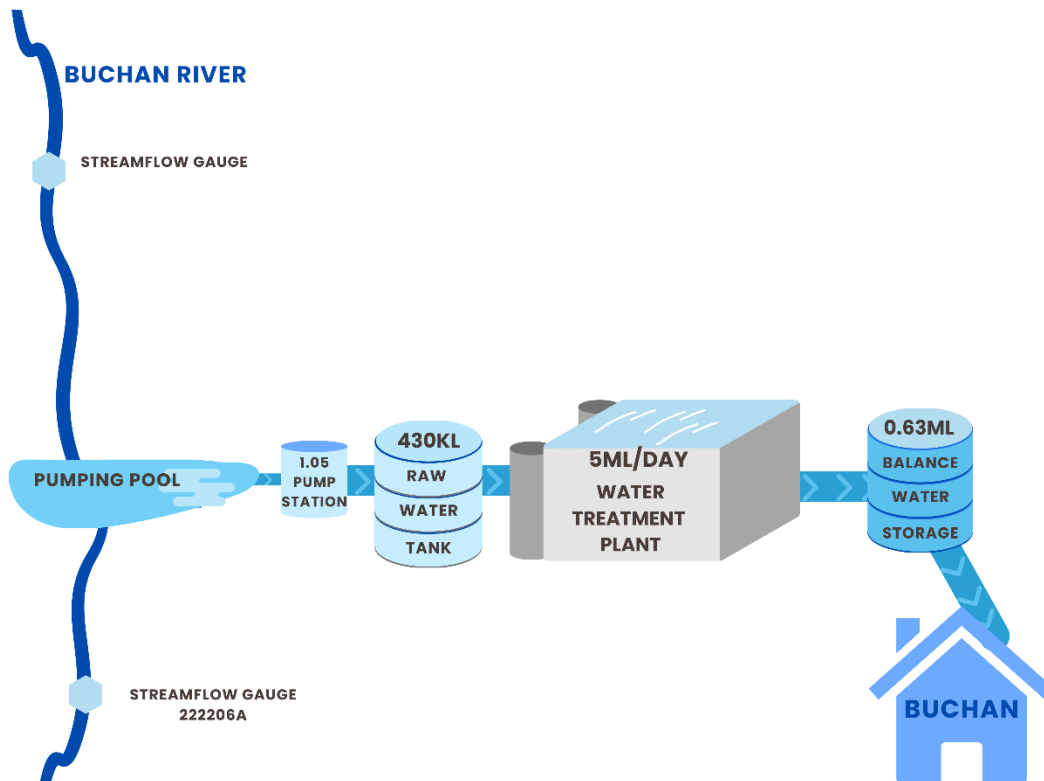 BUCHAN RIVER
STREAMFLOW GAUGE
PUMPING POOL
1.05
PUMP
STATION
430KL
RAW
WATER
TANK
5ML/DAY
WATER
TREATMENT
PLANT
0.63ML
BALANCE
WATER
STORAGE
STREAMFLOW GAUGE
222206A
BUCHAN